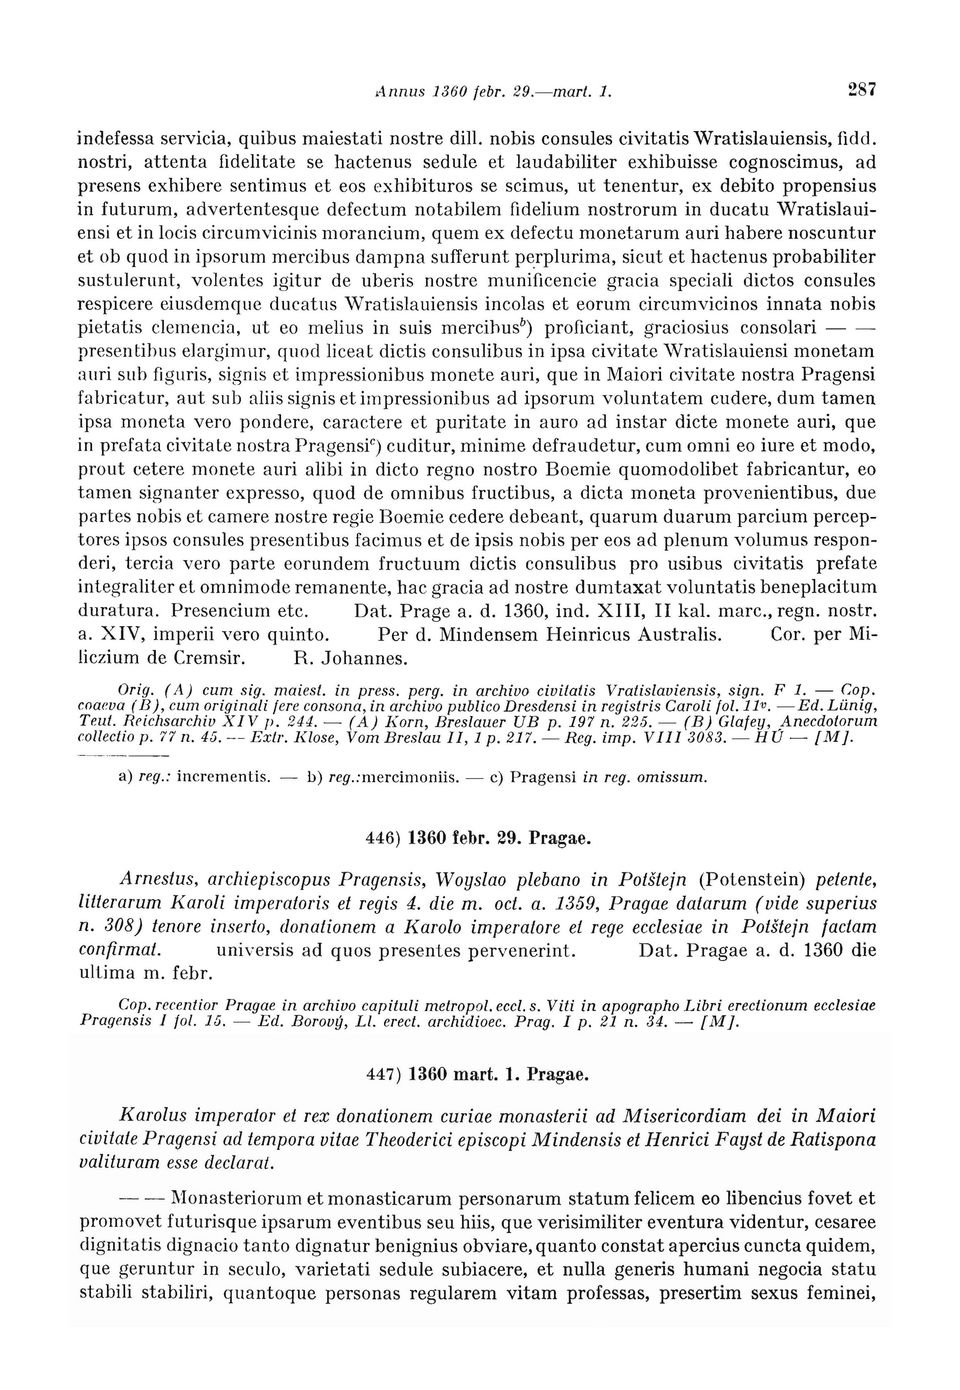 Annus 1360 febr. 29.—mart. 1. 287
indefessa servicia, quibus maiestati nostre dill. nobis consules civitatis Wratislauiensis, fidd.
nostri, attenta fidelitate se hactenus sedule et laudabiliter exhibuisse cognoscimus, ad
presens exhibere sentimus et eos exhibituros se scimus, ut tenentur, ex debito propensius
in futurum, advertentesque defectum notabilem fidelium nostrorum in ducatu Wratislaui-
ensi et in locis circumvicinis morancium, quem ex defectu monetarum auri habere noscuntur
et ob quod in ipsorum mercibus dampna sufferunt perplurima, sicut et hactenus probabiliter
sustulerunt, volentes igitur de uberis nostre munificencie gracia speciali dictos consules
respicere eiusdemque ducatus Wratislauiensis incolas et eorum circumvicinos innata nobis
pietatis clemencia, ut eo melius in suis mercibus b) proficiant, graciosius consolari — —
presentibus elargimur, quod liceat dictis consulibus in ipsa civitate Wratislauiensi monetam
auri sub figuris, signis et impressionibus monete auri, que in Maiori civitate nostra Pragensi
fabricatur, aut sub aliis signis et impressionibus ad ipsorum voluntatem cudere, dum tamen
ipsa moneta vero pondere, caractere et puritate in auro ad instar dicte monete auri, que
in prefata civitate nostra Pragensi c) cuditur, minime defraudetur, cum omni eo iure et modo,
prout cetere monete auri alibi in dicto regno nostro Boemie quomodolibet fabricantur, eo
tamen signanter expresso, quod de omnibus fructibus, a dicta moneta provenientibus, due
partes nobis et camere nostre regie Boemie cedere debeant, quarum duarum parcium percep-
tores ipsos consules presentibus facimus et de ipsis nobis per eos ad plenum volumus respon-
deri, tercia vero parte eorundem fructuum dictis consulibus pro usibus civitatis prefate
integraliter et omnimode remanente, hac gracia ad nostre dumtaxat voluntatis beneplacitum
duratura. Presencium etc. Dat. Prage a. d. 1360, ind. XIII, II kal. marc., regn. nostr.
a. XIV, imperii vero quinto. Per d. Mindensem Heinricus Australis. Cor. per Mi-
liczium de Cremsir. R. Johannes.
Orig. (A) cum sig. maiest. in press. perg. in archivo civitatis Vratislaviensis, sign. F 1. — Cop.
coaeva (B), cum originali fere consona, in archivo publico Dresdensi in registris Caroli fol. 11v. — Ed. Lünig,
Teut. Reichsarchiv XIV p. 244. — (A) Korn, Breslauer UB p. 197 n. 225. — (B) Glafey, Anecdotorum
collectio p. 77 n. 45. — Extr. Klose, Vom Breslau II, 1 p. 217. — Reg. imp. VIII 3083. — HÚ — [M].
a) reg.: incrementis. — b) reg.: mercimoniis. — c) Pragensi in reg. omissum.
446) 1360 febr. 29. Pragae.
Arnestus, archiepiscopus Pragensis, Woyslao plebano in Potštejn (Potenstein) petente,
litterarum Karoli imperatoris et regis 4. die m. oct. a. 1359, Pragae datarum (vide superius
n. 308) tenore inserto, donationem a Karolo imperatore et rege ecclesiae in Potštejn factam
confirmat. universis ad quos presentes pervenerint. Dat. Pragae a. d. 1360 die
ultima m. febr.
Cop. recentior Pragae in archivo capituli metropol. eccl. s. Viti in apographo Libri erectionum ecclesiae
Pragensis I fol. 15. — Ed. Borový, Ll. erect. archidioec. Prag. I p. 21 n. 34. — [M].
447) 1360 mart. 1. Pragae.
Karolus imperator et rex donationem curiae monasterii ad Misericordiam dei in Maiori
civitate Pragensi ad tempora vitae Theoderici episcopi Mindensis et Henrici Fayst de Ratispona
valituram esse declarat.
— — Monasteriorum et monasticarum personarum statum felicem eo libencius fovet et
promovet futurisque ipsarum eventibus seu hiis, que verisimiliter eventura videntur, cesaree
dignitatis dignacio tanto dignatur benignius obviare, quanto constat apercius cuncta quidem,
que geruntur in seculo, varietati sedule subiacere, et nulla generis humani negocia statu
stabili stabiliri, quantoque personas regularem vitam professas, presertim sexus feminei,